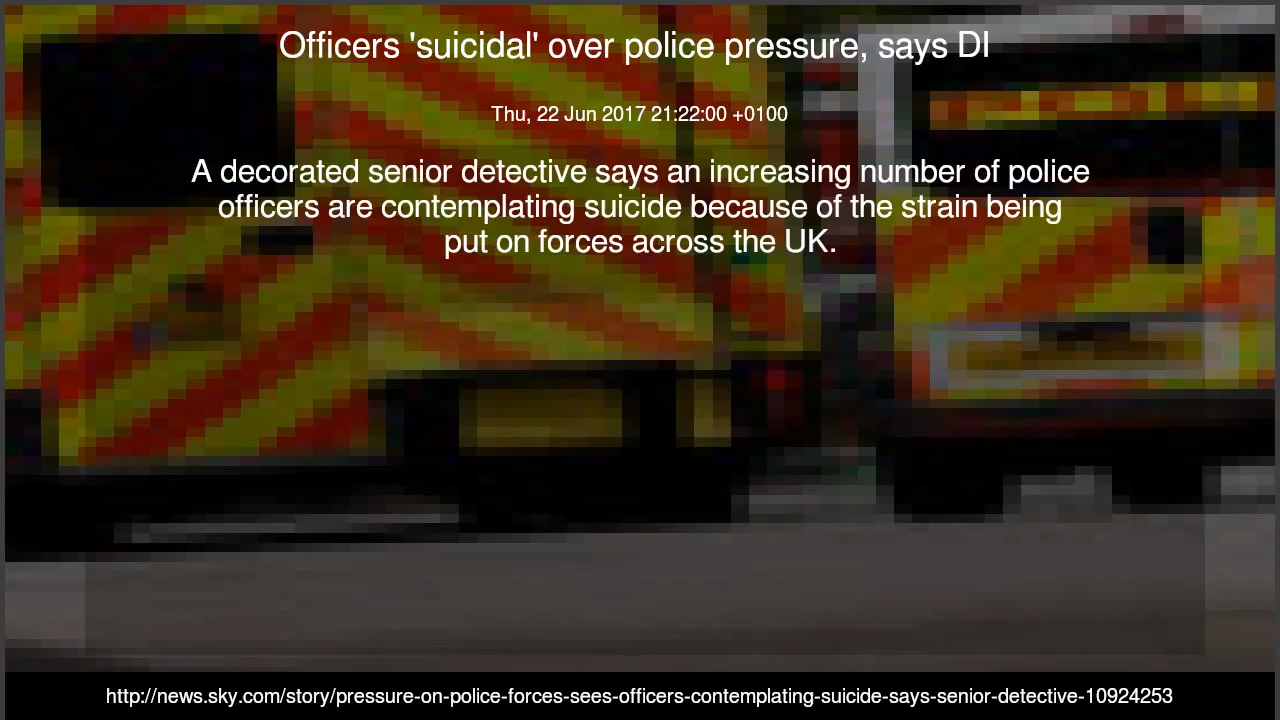 Officers 'suicidal' over police pressure, says DI
Thu, 22 Jun 2017 21:22:00 +0100
A decorated senior detective says an increasing number of police
officers are contemplating suicide because of the strain being
put on forces across the UK.
http://news.sky.com/story/pressure-on-police-forces-sees-officers-contemplating-suicide-says-senior-detective-10924253